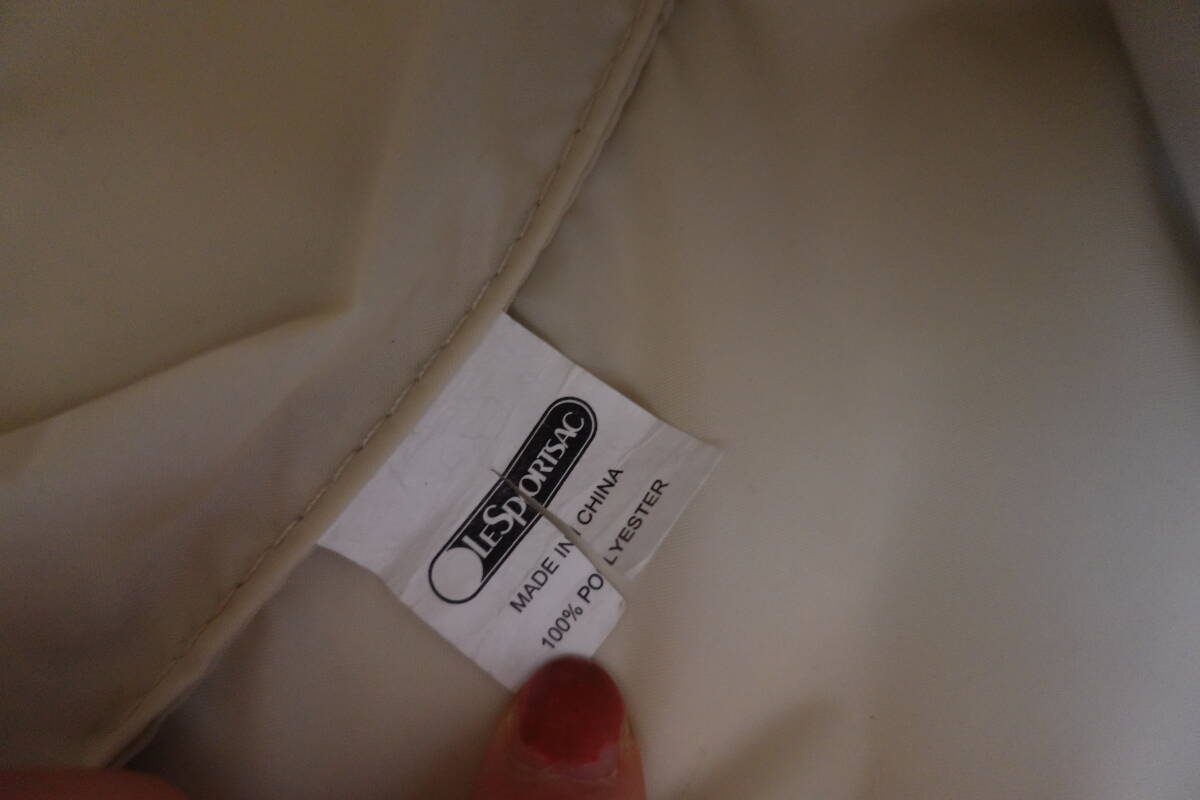 LESPORTSAC
MADE IN CHINA
100% POLYESTER